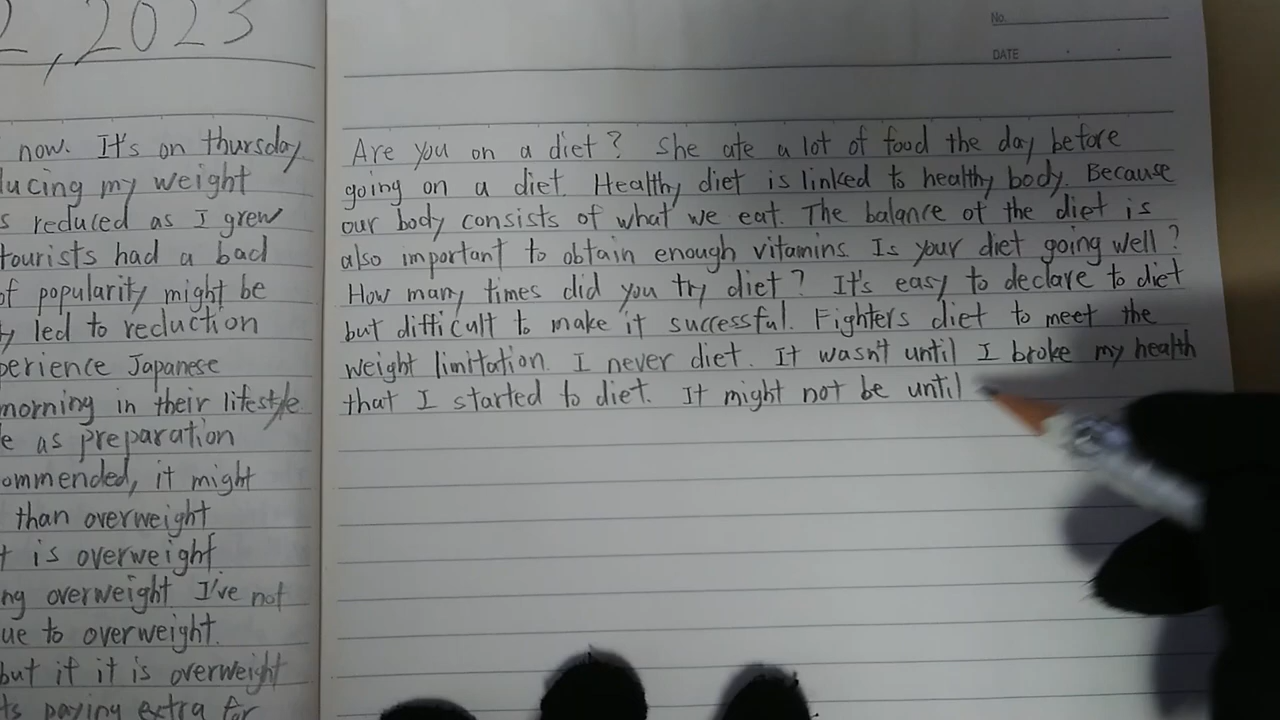 2, 2023
now. It's on thursday
lucing my weight
s reduced as I grew
tourists had a bad
of popularity might be
y led to reduction
perience Japanese
morning in their lifestyle
e as preparation
ommended, it might
than overweight
t is overweight.
ng overweight I've not
ue to overweight.
but if it is overweight
ts paying extra for
No.
DATE
Are you on a diet? She ate a lot of food the day before
going on a diet. Healthy diet is linked to healthy body. Because
our body consists of what we eat. The balance of the diet is
also important to obtain enough vitamins Is your diet going well?
How many times did you try diet? It's easy to declare to diet
but difficult to make it successful. Fighters diet to meet the
weight limitation. I never diet. It wasn't until I broke my health
that I started to diet. It might not be until